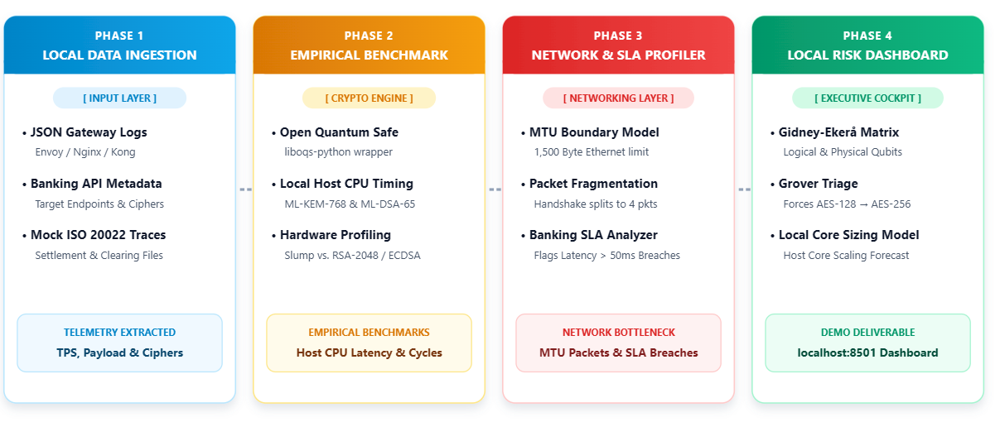 PHASE 1
LOCAL DATA INGESTION
[ INPUT LAYER ]
• JSON Gateway Logs
Envoy / Nginx / Kong
• Banking API Metadata
Target Endpoints & Ciphers
• Mock ISO 20022 Traces
Settlement & Clearing Files
TELEMETRY EXTRACTED
TPS, Payload & Ciphers
PHASE 2
EMPIRICAL BENCHMARK
[ CRYPTO ENGINE ]
• Open Quantum Safe
liboqs-python wrapper
• Local Host CPU Timing
ML-KEM-768 & ML-DSA-65
• Hardware Profiling
Slump vs. RSA-2048 / ECDSA
EMPIRICAL BENCHMARKS
Host CPU Latency & Cycles
PHASE 3
NETWORK & SLA PROFILER
[ NETWORKING LAYER ]
• MTU Boundary Model
1,500 Byte Ethernet limit
• Packet Fragmentation
Handshake splits to 4 pkts
• Banking SLA Analyzer
Flags Latency > 50ms Breaches
NETWORK BOTTLENECK
MTU Packets & SLA Breaches
PHASE 4
LOCAL RISK DASHBOARD
[ EXECUTIVE COCKPIT ]
• Gidney-Ekerå Matrix
Logical & Physical Qubits
• Grover Triage
Forces AES-128 → AES-256
• Local Core Sizing Model
Host Core Scaling Forecast
DEMO DELIVERABLE
localhost:8501 Dashboard